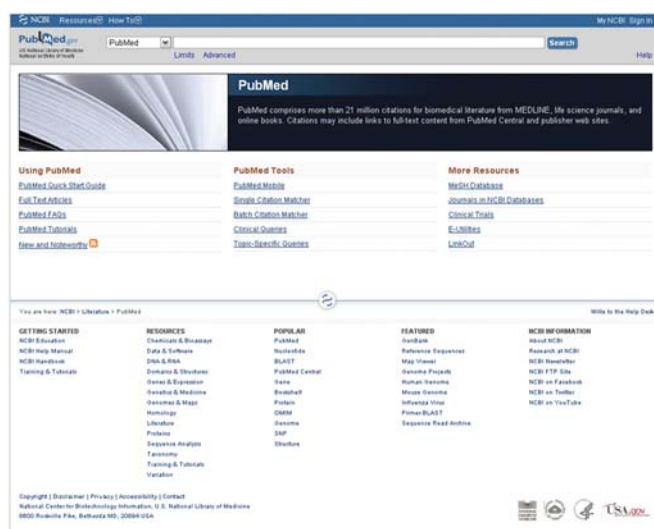 NCBI Resources How To My NCBI Sign In
PubMed.gov PubMed Search
US National Library of Medicine
National Institutes of Health
Limits Advanced Help
PubMed
PubMed comprises more than 21 million citations for biomedical literature from MEDLINE, life science journals, and
online books. Citations may include links to full-text content from PubMed Central and publisher web sites.
Using PubMed PubMed Tools More Resources
PubMed Quick Start Guide PubMed Mobile MeSH Database
Full Text Articles Single Citation Matcher Journals in NCBI Databases
PubMed FAQs Batch Citation Matcher Clinical Trials
PubMed Tutorials Clinical Queries E-Utilities
New and Noteworthy Topic-Specific Queries LinkOut
You are here: NCBI > Literature > PubMed Write to the Help Desk
GETTING STARTED RESOURCES POPULAR FEATURED NCBI INFORMATION
NCBI Education Chemicals & Bioassays PubMed GenBank About NCBI
NCBI Help Manual Data & Software Nucleotide Reference Sequences Research at NCBI
NCBI Handbook DNA & RNA BLAST Map Viewer NCBI Newsletter
Training & Tutorials Domains & Structures PubMed Central Genome Projects NCBI FTP Site
Genes & Expression Gene Human Genome NCBI on Facebook
Genetics & Medicine Bookshelf Mouse Genome NCBI on Twitter
Genomes & Maps Protein Influenza Virus NCBI on YouTube
Homology OMIM Primer-BLAST
Literature Genome Sequence Read Archive
Proteins SNP
Sequence Analysis Structure
Taxonomy
Training & Tutorials
Variation
Copyright | Disclaimer | Privacy | Accessibility | Contact
National Center for Biotechnology Information, U.S. National Library of Medicine
8600 Rockville Pike, Bethesda MD, 20894 USA
USA.gov